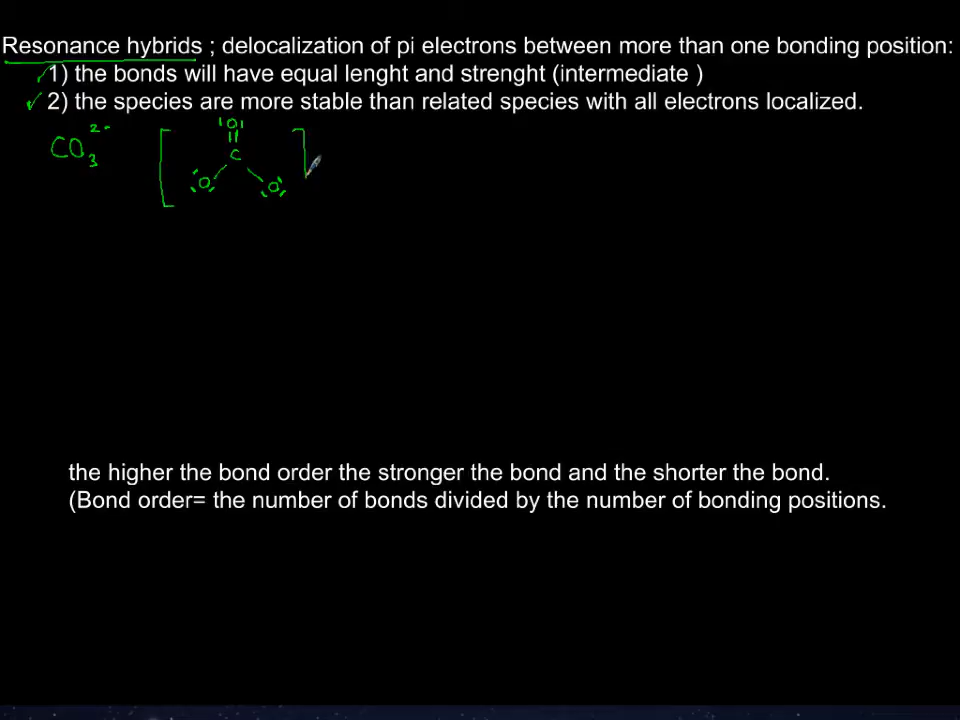 Resonance hybrids ; delocalization of pi electrons between more than one bonding position:
1) the bonds will have equal lenght and strenght (intermediate )
2) the species are more stable than related species with all electrons localized.
CO₃²⁻
O
C
O O
the higher the bond order the stronger the bond and the shorter the bond.
(Bond order= the number of bonds divided by the number of bonding positions.